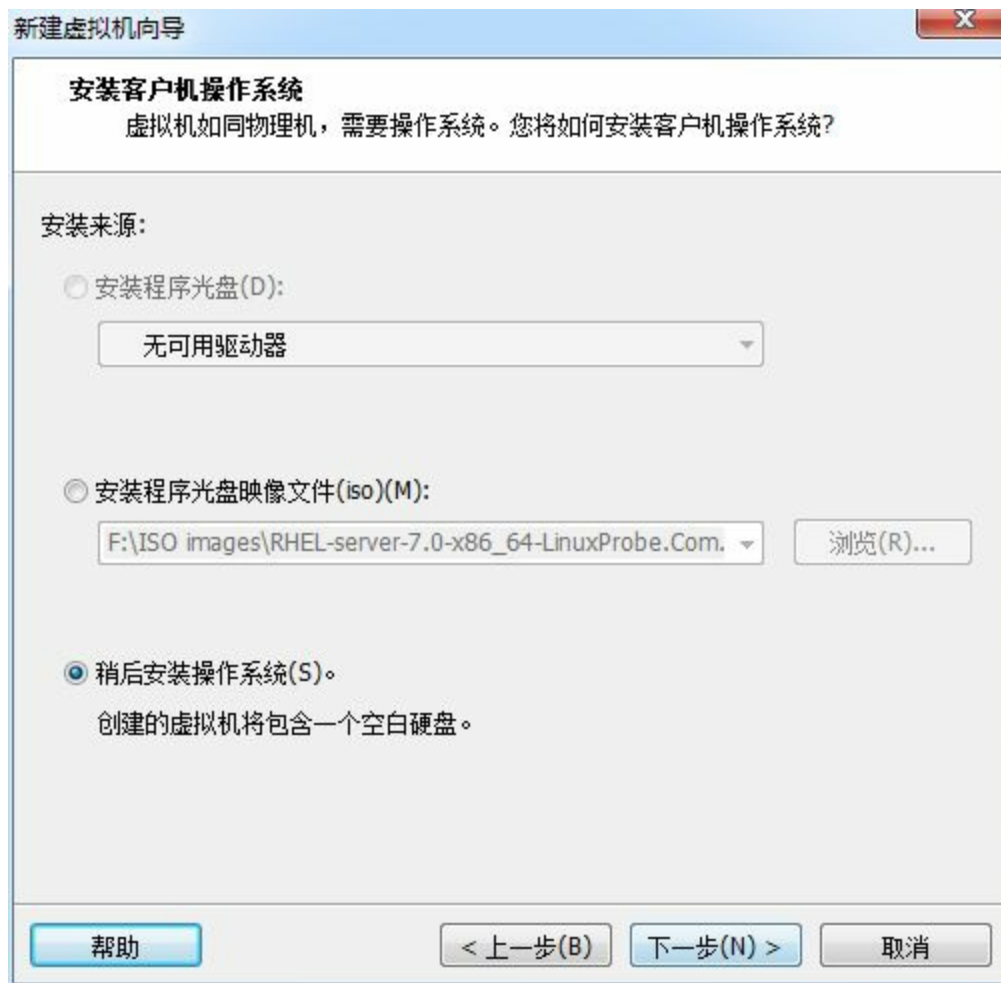 新建虚拟机向导
安装客户机操作系统
虚拟机如同物理机，需要操作系统。您将如何安装客户机操作系统?
安装来源:
安装程序光盘(D):
无可用驱动器
安装程序光盘映像文件(iso)(M):
F:\ISO images\RHEL-server-7.0-x86_64-LinuxProbe.Com. 浏览(R)...
稍后安装操作系统(S)。
创建的虚拟机将包含一个空白硬盘。
帮助 < 上一步(B) 下一步(N) > 取消